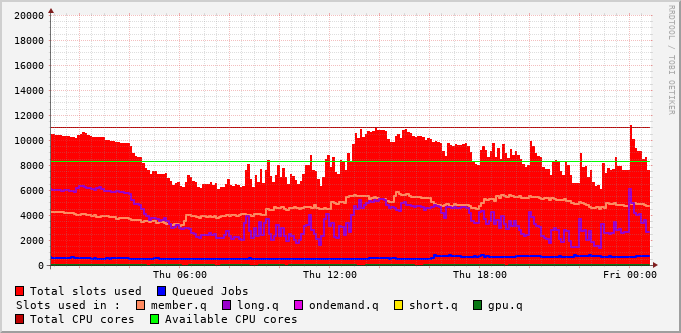 RRDTOOL / TOBI OETIKER
20000
18000
16000
14000
12000
10000
8000
6000
4000
2000
0
Thu 06:00 Thu 12:00 Thu 18:00 Fri 00:00
Total slots used Queued Jobs
Slots used in : member.q long.q ondemand.q short.q gpu.q
Total CPU cores Available CPU cores